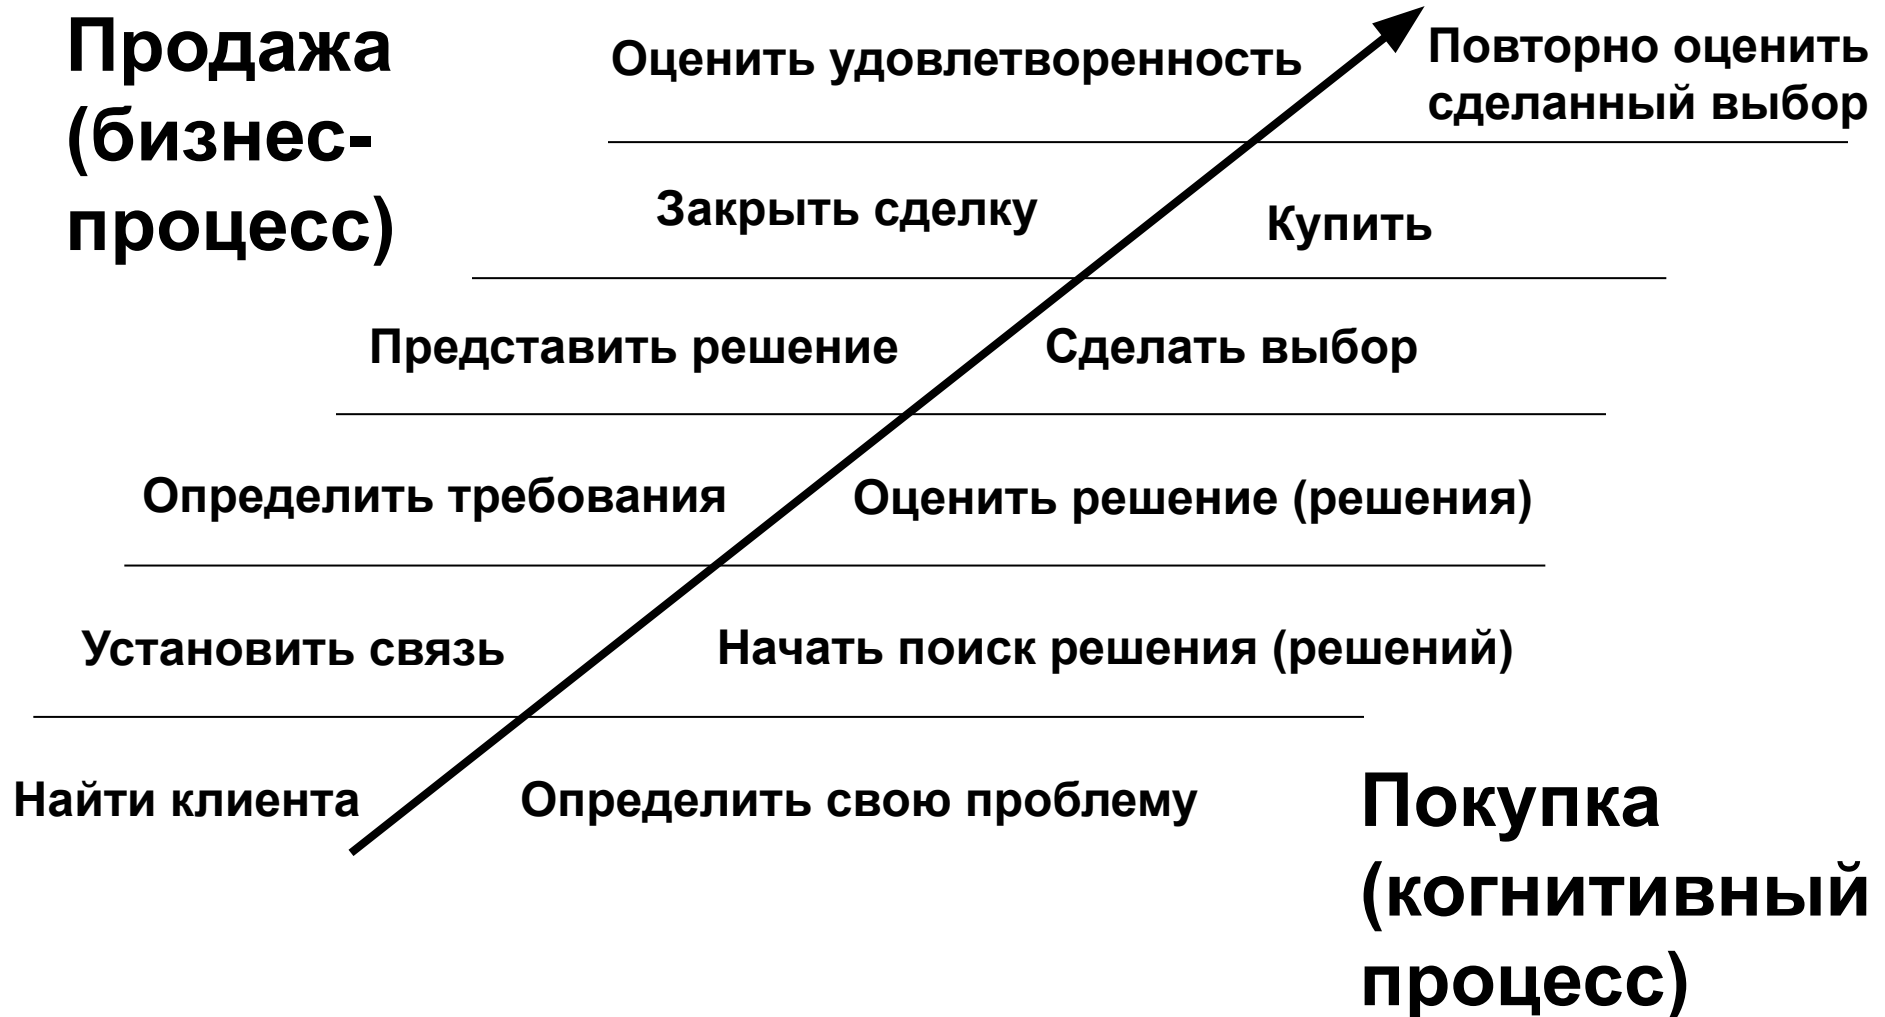 Продажа
(бизнес-
процесс)
Оценить удовлетворенность
Повторно оценить
сделанный выбор
Закрыть сделку
Купить
Представить решение
Сделать выбор
Определить требования
Оценить решение (решения)
Установить связь
Начать поиск решения (решений)
Найти клиента
Определить свою проблему
Покупка
(когнитивный
процесс)